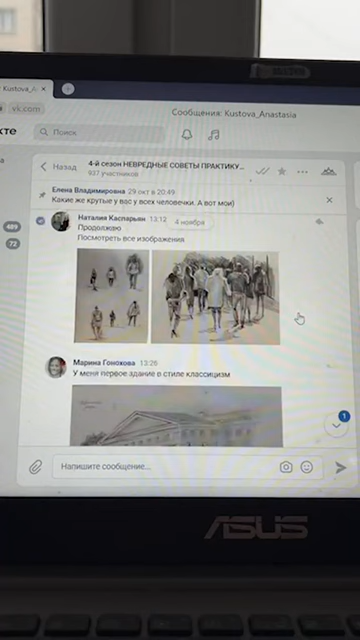 Kustova_A
vk.com
Сообщения: Kustova_Anastasia
кте
Поиск
Назад
4-й сезон НЕВРЕДНЫЕ СОВЕТЫ ПРАКТИКУ...
937 участников
Елена Владимировна 29 окт в 20:49
Какие же крутые у вас у всех человечки. А вот мои)
489
72
Наталия Каспарьян 13:12
4 ноября
Продолжаю
Посмотреть все изображения
Марина Гонохова 13:26
У меня первое здание в стиле классицизм
1
Напишите сообщение...
ASUS